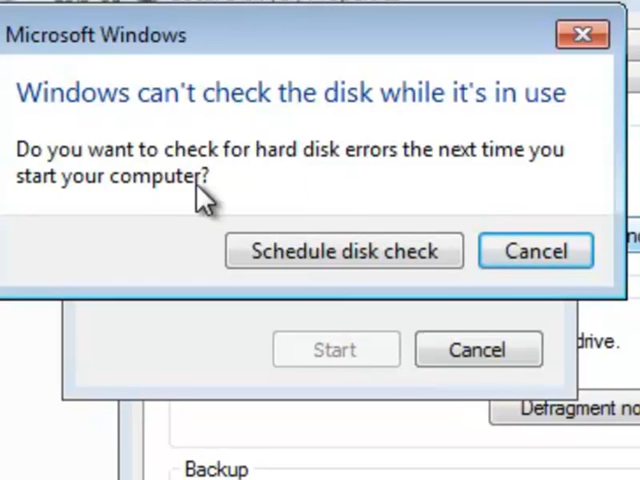 Microsoft Windows
Windows can't check the disk while it's in use
Do you want to check for hard disk errors the next time you
start your computer?
Schedule disk check
Cancel
Start
Cancel
drive.
Defragment no
Backup